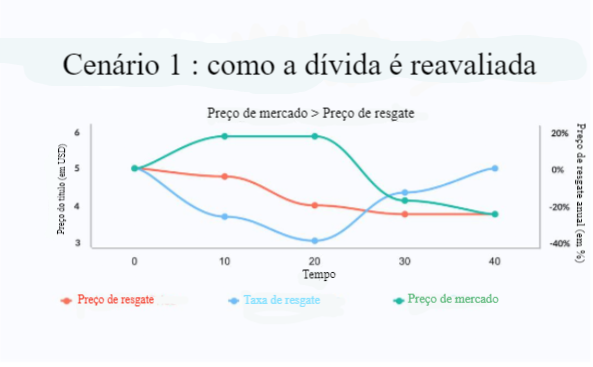 Cenário 1 : como a dívida é reavaliada
Preço de mercado > Preço de resgate
Preço do título (em USD)
6
5
4
3
20%
0%
-20%
-40%
Preço de resgate anual (em %)
0 10 20 30 40
Tempo
Preço de resgate Taxa de resgate Preço de mercado